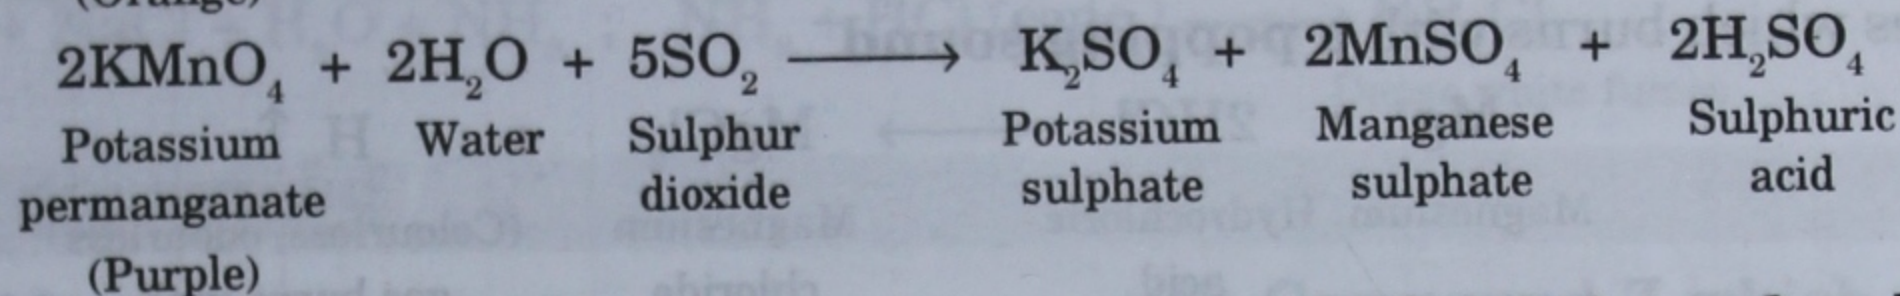 2KMnO₄ + 2H₂O + 5SO₂ ⟶ K₂SO₄ + 2MnSO₄ + 2H₂SO₄
Potassium Water Sulphur Potassium Manganese Sulphuric
permanganate dioxide sulphate sulphate acid
(Purple)